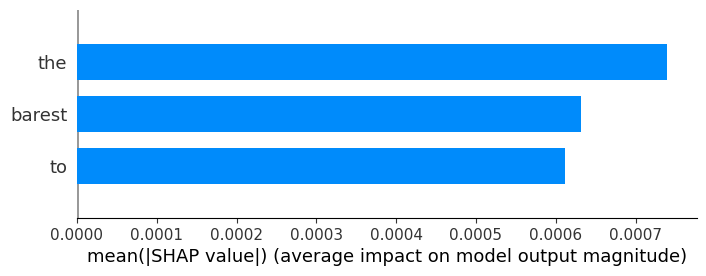 the
barest
to
0.0000 0.0001 0.0002 0.0003 0.0004 0.0005 0.0006 0.0007
mean(|SHAP value|) (average impact on model output magnitude)